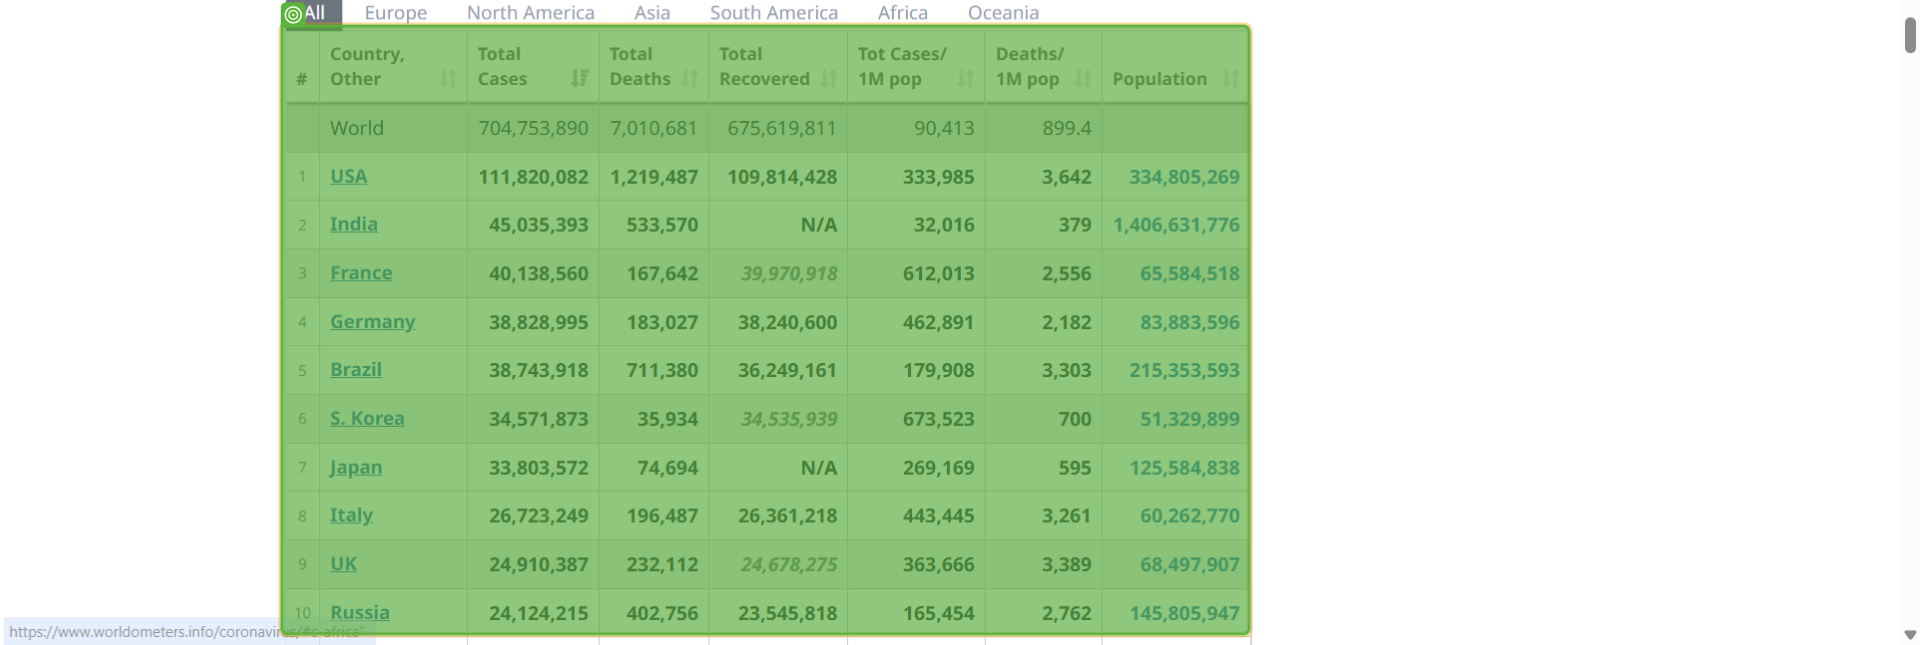 All Europe North America Asia South America Africa Oceania
# Country, Other Total Cases Total Deaths Total Recovered Tot Cases/ 1M pop Deaths/ 1M pop Population
World 704,753,890 7,010,681 675,619,811 90,413 899.4
1 USA 111,820,082 1,219,487 109,814,428 333,985 3,642 334,805,269
2 India 45,035,393 533,570 N/A 32,016 379 1,406,631,776
3 France 40,138,560 167,642 39,970,918 612,013 2,556 65,584,518
4 Germany 38,828,995 183,027 38,240,600 462,891 2,182 83,883,596
5 Brazil 38,743,918 711,380 36,249,161 179,908 3,303 215,353,593
6 S. Korea 34,571,873 35,934 34,535,939 673,523 700 51,329,899
7 Japan 33,803,572 74,694 N/A 269,169 595 125,584,838
8 Italy 26,723,249 196,487 26,361,218 443,445 3,261 60,262,770
9 UK 24,910,387 232,112 24,678,275 363,666 3,389 68,497,907
10 Russia 24,124,215 402,756 23,545,818 165,454 2,762 145,805,947
https://www.worldometers.info/coronavirus/#c-africa"